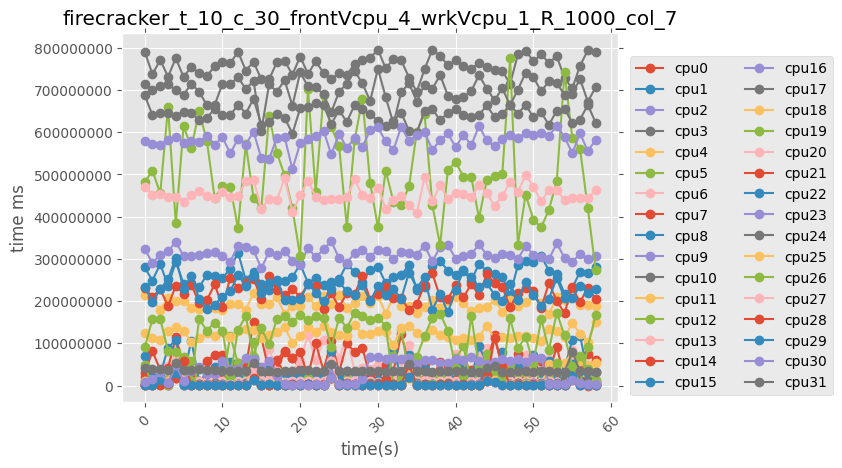 firecracker_t_10_c_30_frontVcpu_4_wrkVcpu_1_R_1000_col_7
time ms
800000000
700000000
600000000
500000000
400000000
300000000
200000000
100000000
0
0
10
20
30
40
50
60
time(s)
cpu0
cpu1
cpu2
cpu3
cpu4
cpu5
cpu6
cpu7
cpu8
cpu9
cpu10
cpu11
cpu12
cpu13
cpu14
cpu15
cpu16
cpu17
cpu18
cpu19
cpu20
cpu21
cpu22
cpu23
cpu24
cpu25
cpu26
cpu27
cpu28
cpu29
cpu30
cpu31